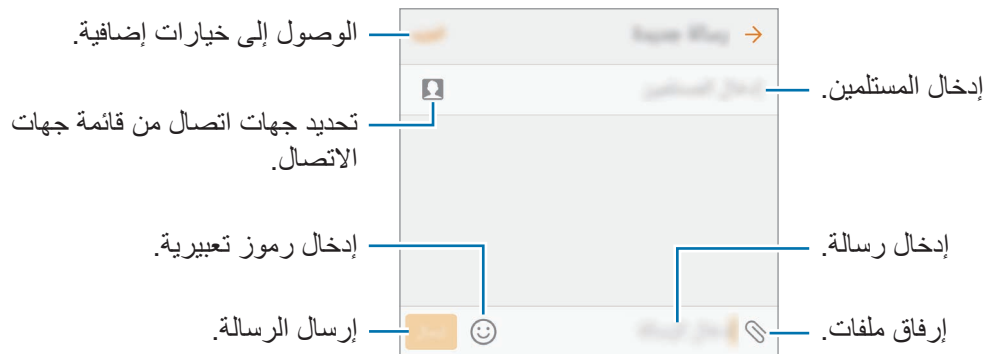 الوصول إلى خيارات إضافية.
إدخال المستلمين.
تحديد جهات اتصال من قائمة جهات
الاتصال.
إدخال رموز تعبيرية.
إدخال رسالة.
إرسال الرسالة.
إرفاق ملفات.